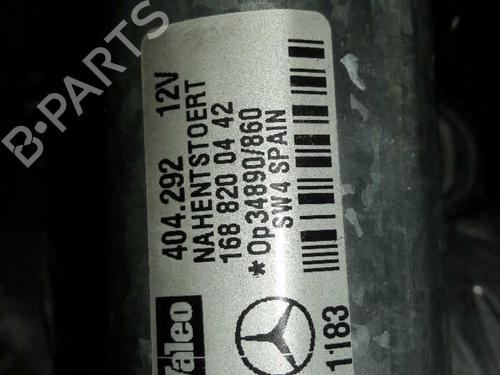 Valeo
404.292 12V
NAHENTSTOERT
168 820 04 42
*Op34890/860*
SW4 SPAIN
1183
B-PARTS